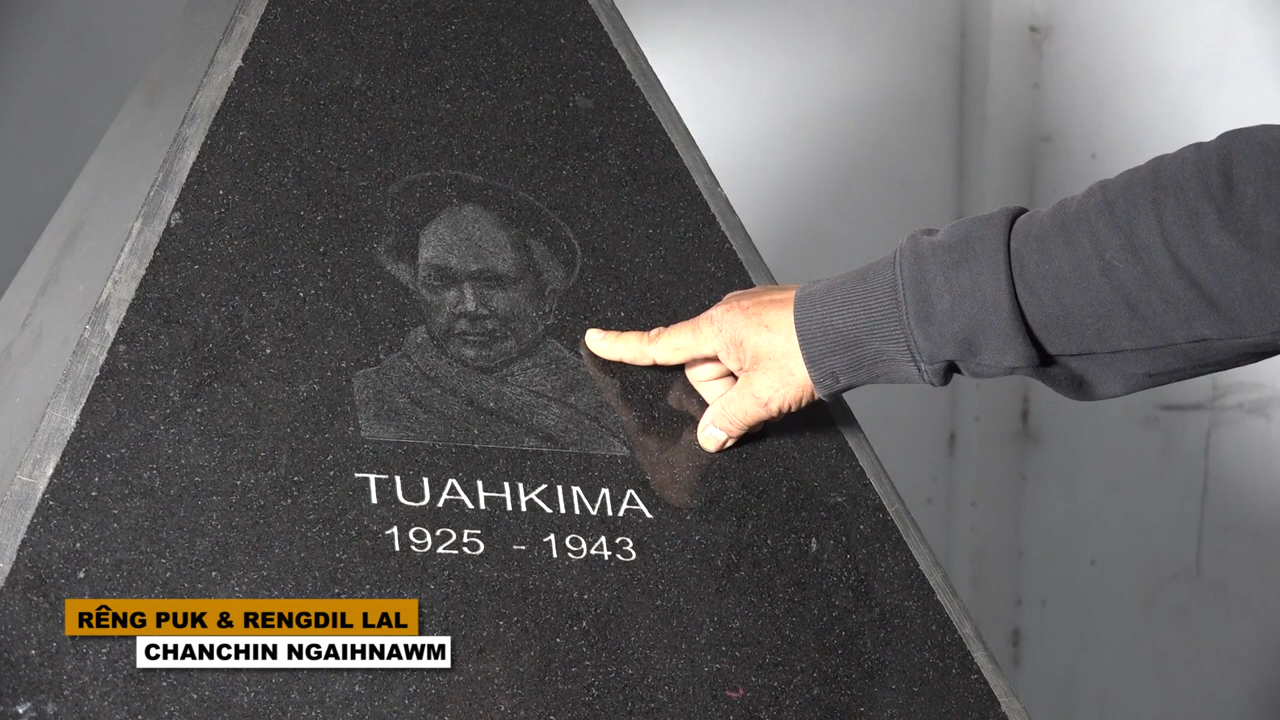 TUAHKIMA
1925 - 1943
RÊNG PUK & RENGDIL LAL
CHANCHIN NGAIHNAWM